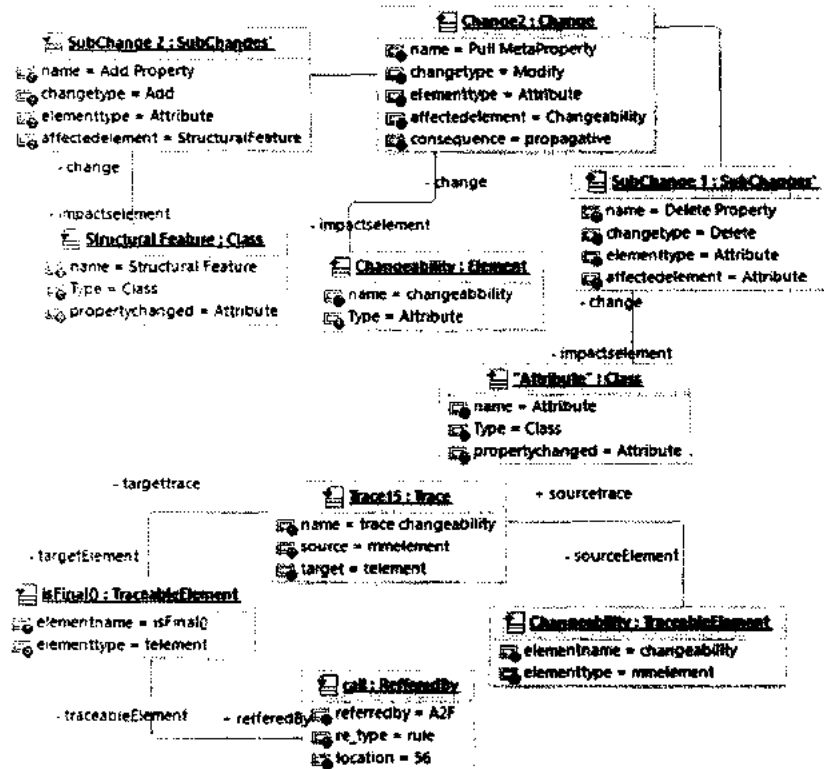 SubChange 2 : SubChanges'
name = Add Property
changetype = Add
elementtype = Attribute
affectedelement = StructuralFeature
Change2 : Change
name = Pull MetaProperty
changetype = Modify
elementtype = Attribute
affectedelement = Changeability
consequence = propagative
- change
- impactselement
- change
- impactselement
SubChange 1 : SubChanges'
name = Delete Property
changetype = Delete
elementtype = Attribute
affectedelement = Attribute
Structural Feature : Class
name = Structural Feature
Type = Class
propertychanged = Attribute
Changeability : Element
name = changeabbility
Type = Attribute
- change
- impactselement
"Attribute" : Class
name = Attribute
Type = Class
propertychanged = Attribute
- targettrace
Trace15 : Trace
name = trace changeability
source = mmelement
target = telement
+ sourcetrace
- targetElement
- sourceElement
isFinal() : TraceableElement
elementname = isFinal()
elementtype = telement
Changeability : TraceableElement
elementname = changeability
elementtype = mmelement
- traceableElement
+ refferedBy
call : RefferedBy
referredby = A2F
re_type = rule
location = 56